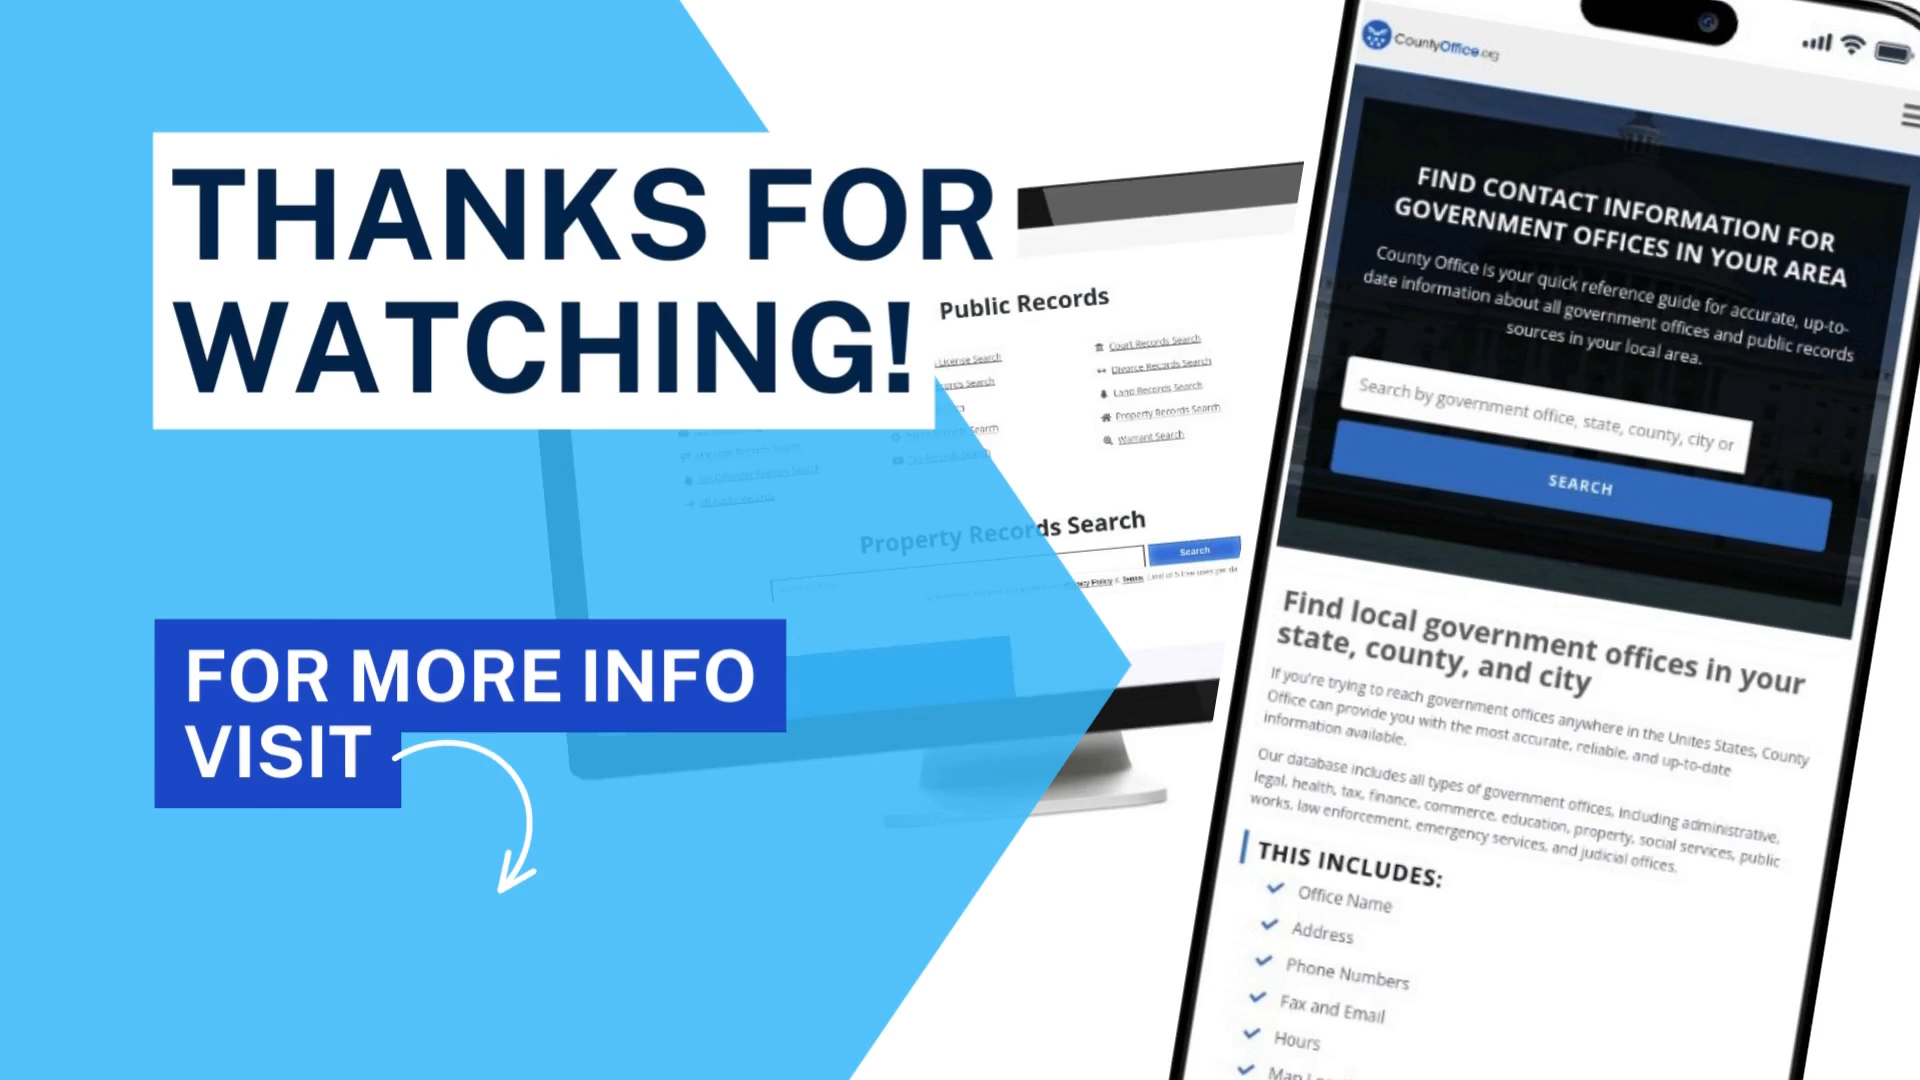 THANKS FOR
WATCHING!
FOR MORE INFO
VISIT
Public Records
License Search
Search
Search
Court Records Search
Divorce Records Search
Land Records Search
Property Records Search
Warrant Search
Property Records Search
Search
CountyOffice.org
FIND CONTACT INFORMATION FOR
GOVERNMENT OFFICES IN YOUR AREA
County Office is your quick reference guide for accurate, up-to-
date information about all government offices and public records
sources in your local area.
Search by government office, state, county, city or
SEARCH
Find local government offices in your
state, county, and city
If you're trying to reach government offices anywhere in the Unites States, County
Office can provide you with the most accurate, reliable, and up-to-date
information available.
Our database includes all types of government offices, including administrative,
legal, health, tax, finance, commerce, education, property, social services, public
works, law enforcement, emergency services, and judicial offices.
THIS INCLUDES:
Office Name
Address
Phone Numbers
Fax and Email
Hours